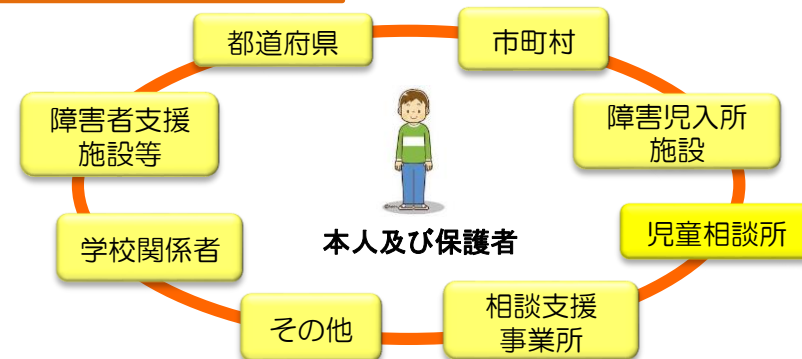 都道府県
市町村
障害者支援
施設等
障害児入所
施設
学校関係者
本人及び保護者
児童相談所
その他
相談支援
事業所